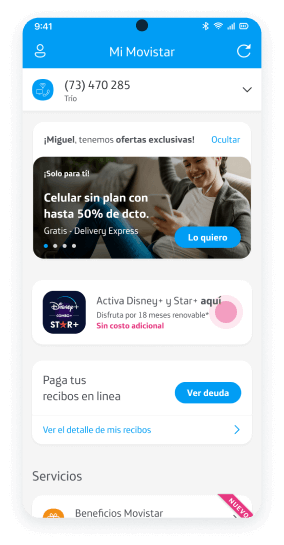 9:41
Mi Movistar
(73) 470 285
Trío
¡Miguel, tenemos ofertas exclusivas! Ocultar
¡Solo para ti!
Celular sin plan con
hasta 50% de dcto.
Gratis - Delivery Express
Lo quiero
Disney+
COMBO+
STAR+
Activa Disney+ y Star+ aquí
Disfruta por 18 meses renovable*
Sin costo adicional
Paga tus
recibos en linea
Ver deuda
Ver el detalle de mis recibos
Servicios
Beneficios Movistar
NUEVO